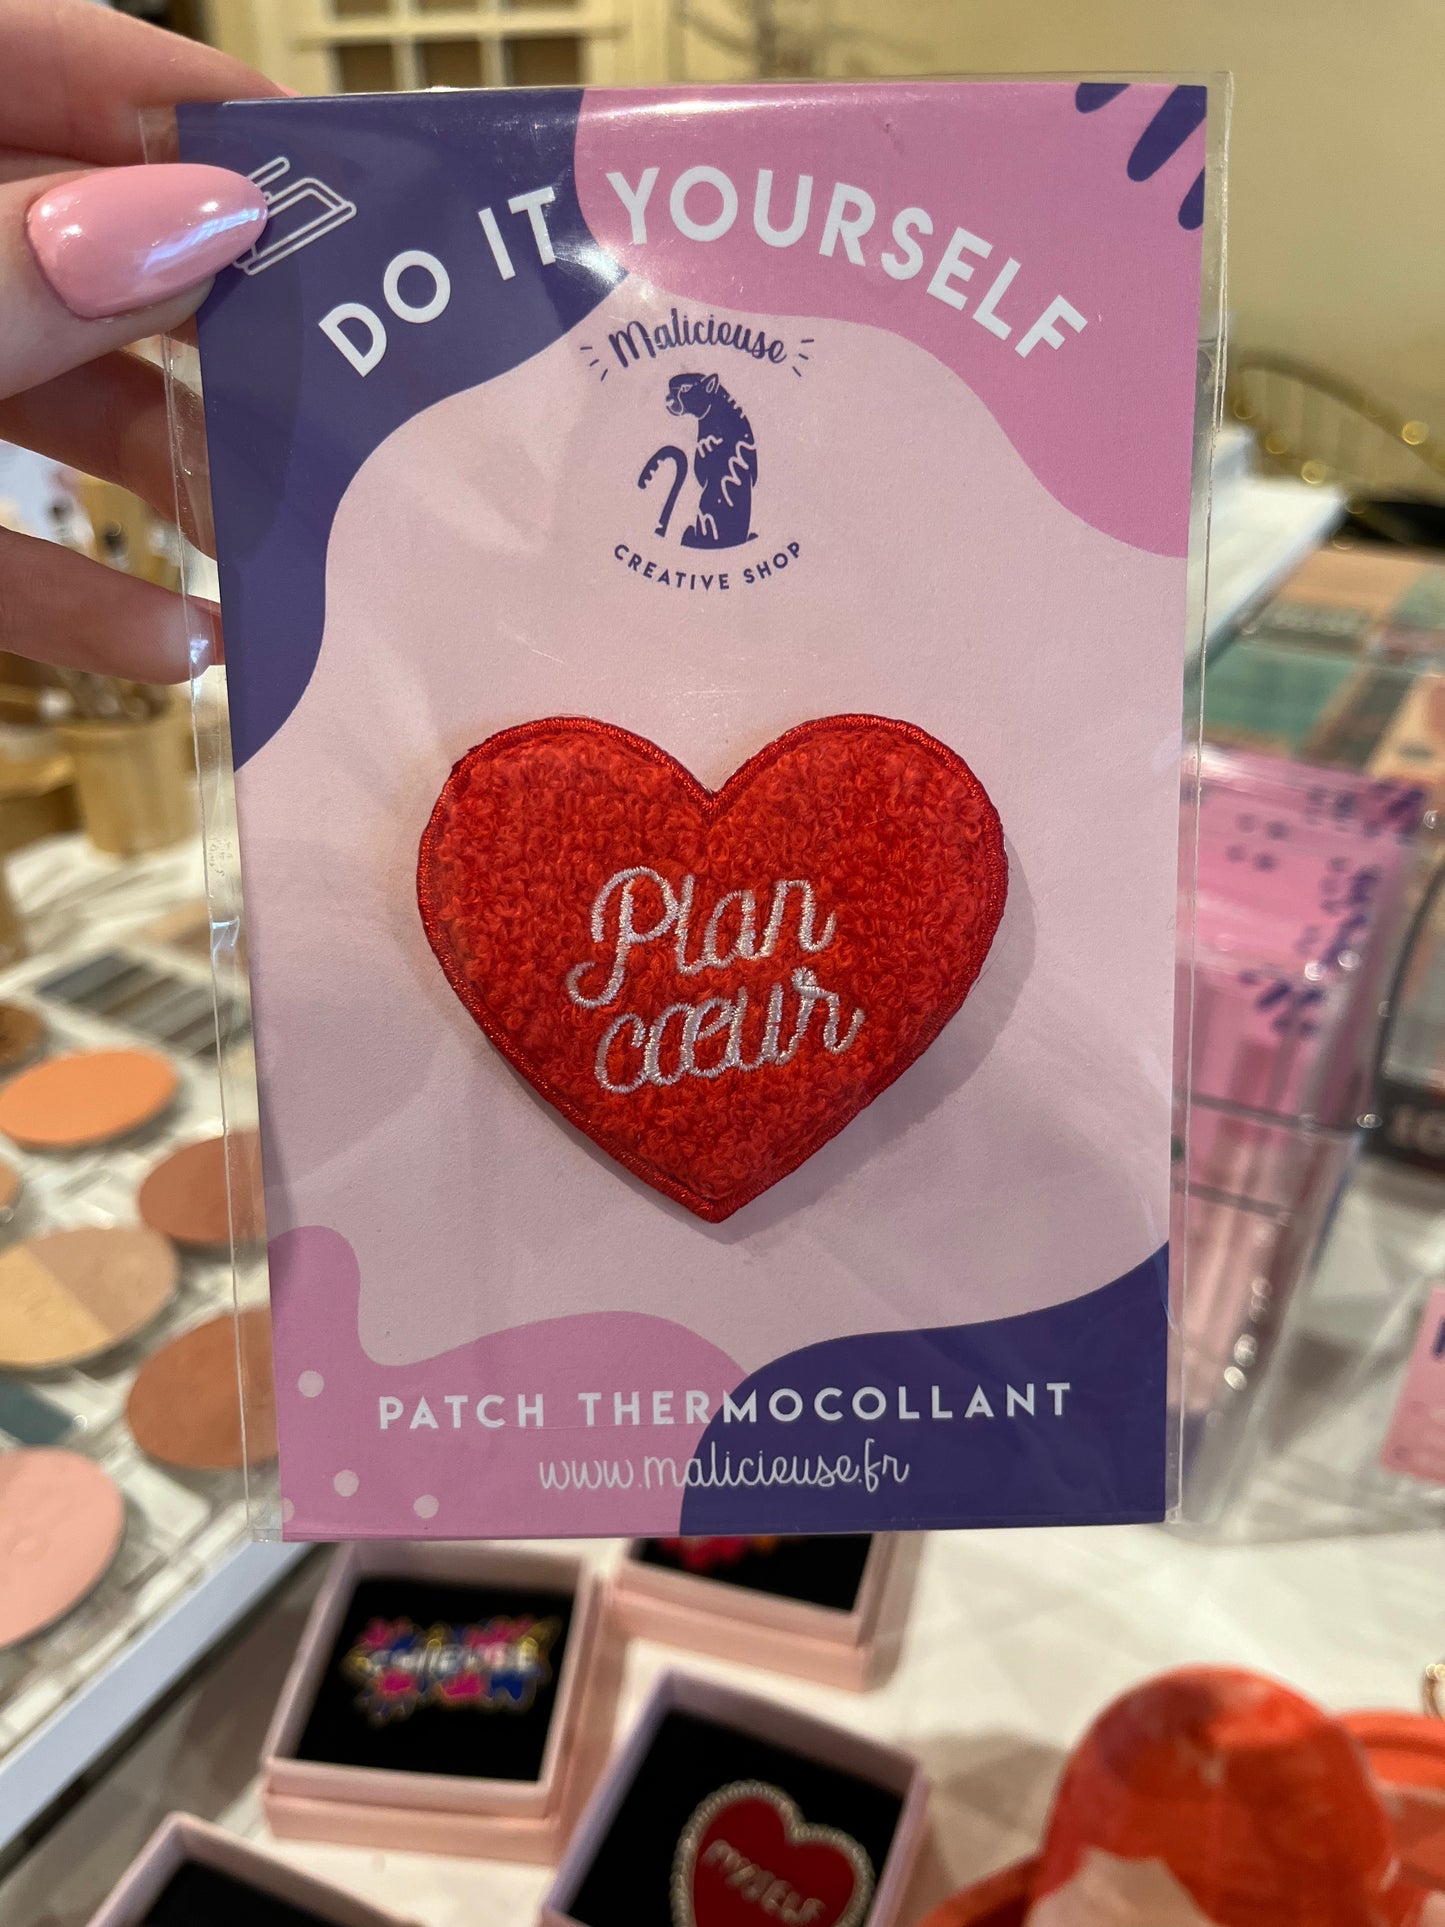 DO IT YOURSELF
Malicieuse
CREATIVE SHOP
Plan
cœur
PATCH THERMOCOLLANT
www.malicieuse.fr